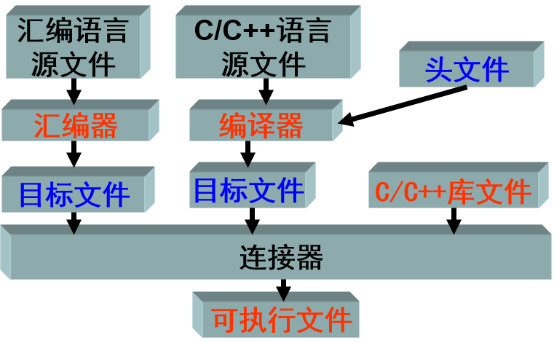 汇编语言
源文件
C/C++语言
源文件
头文件
汇编器
编译器
目标文件
目标文件
C/C++库文件
连接器
可执行文件